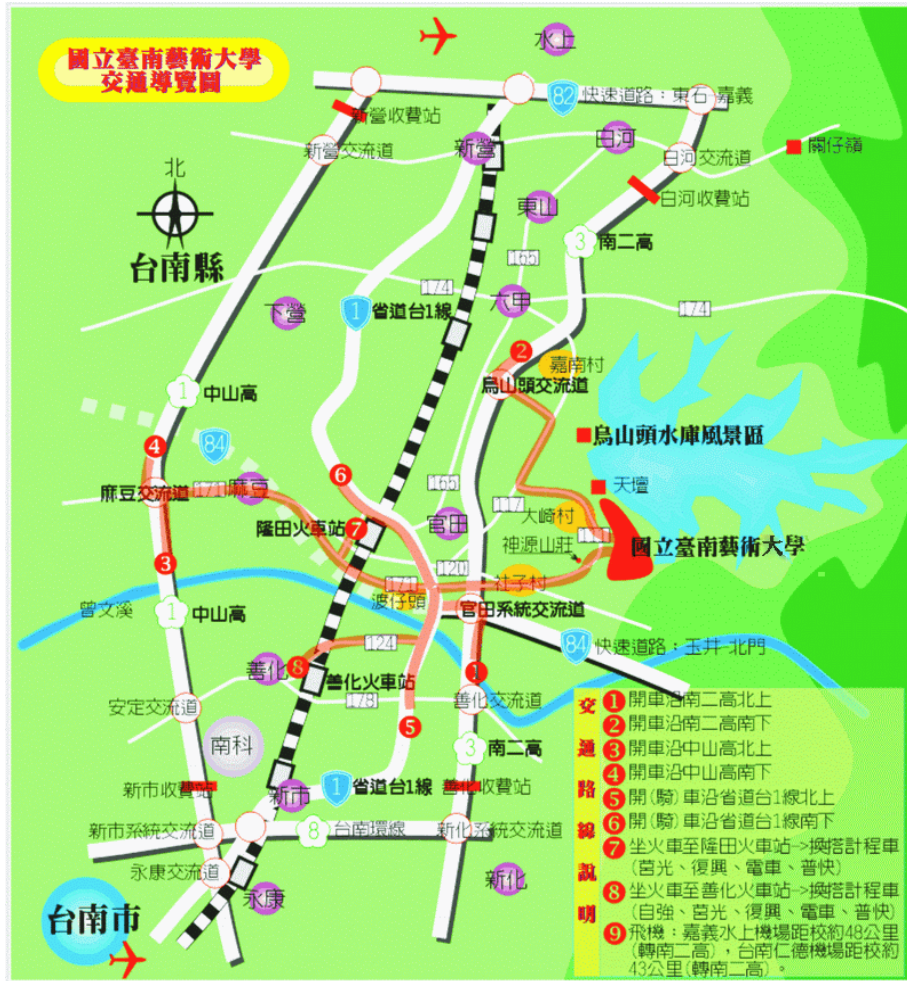 國立臺南藝術大學
交通導覽圖
水上
82 快速道路：東石-嘉義
新營收費站
新營交流道
新營
白河
白河交流道
關仔嶺
北
台南縣
東山
白河收費站
3 南二高
165
174
六甲
174
下營
1 省道台1線
2
嘉南村
烏山頭交流道
1 中山高
烏山頭水庫風景區
4
84
6
天壇
麻豆交流道
171
麻豆
165
117
隆田火車站
7
官田
大崎村
111
神源山莊
國立臺南藝術大學
3
120
171
社子村
渡仔頭
官田系統交流道
曾文溪
1 中山高
124
84 快速道路：玉井-北門
善化
8
善化火車站
1
178
善化交流道
安定交流道
5
南科
3 南二高
新市收費站
新市
1 省道台1線
善化收費站
新市系統交流道
8 台南環線
新化系統交流道
永康交流道
永康
新化
台南市
交通路線說明
1 開車沿南二高北上
2 開車沿南二高南下
3 開車沿中山高北上
4 開車沿中山高南下
5 開(騎)車沿省道台1線北上
6 開(騎)車沿省道台1線南下
7 坐火車至隆田火車站->換搭計程車
(莒光、復興、電車、普快)
8 坐火車至善化火車站->換搭計程車
(自強、莒光、復興、電車、普快)
9 飛機：嘉義水上機場距校約48公里
(轉南二高)，台南仁德機場距校約
43公里(轉南二高)。